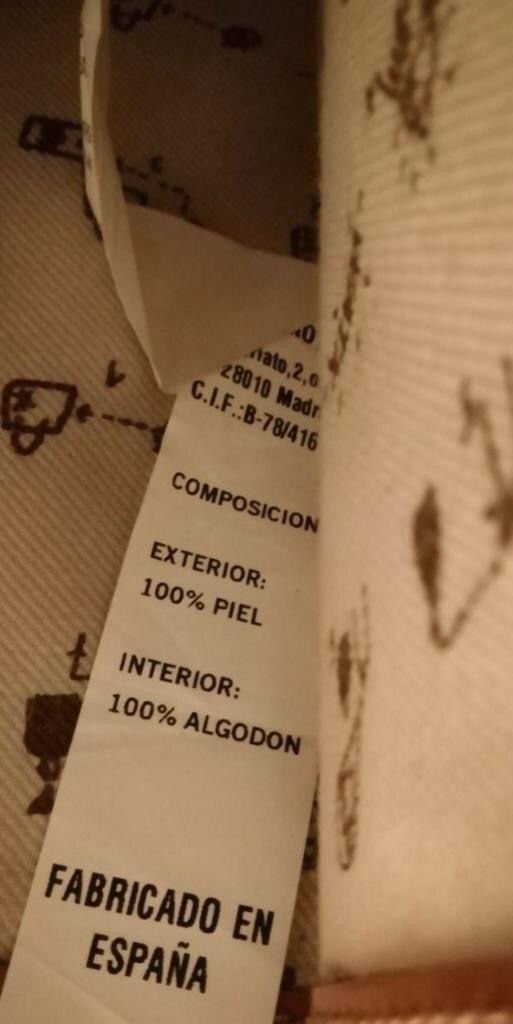 28010 Madr
C.I.F.:B-78/416
COMPOSICION
EXTERIOR:
100% PIEL
INTERIOR:
100% ALGODON
FABRICADO EN
ESPAÑA